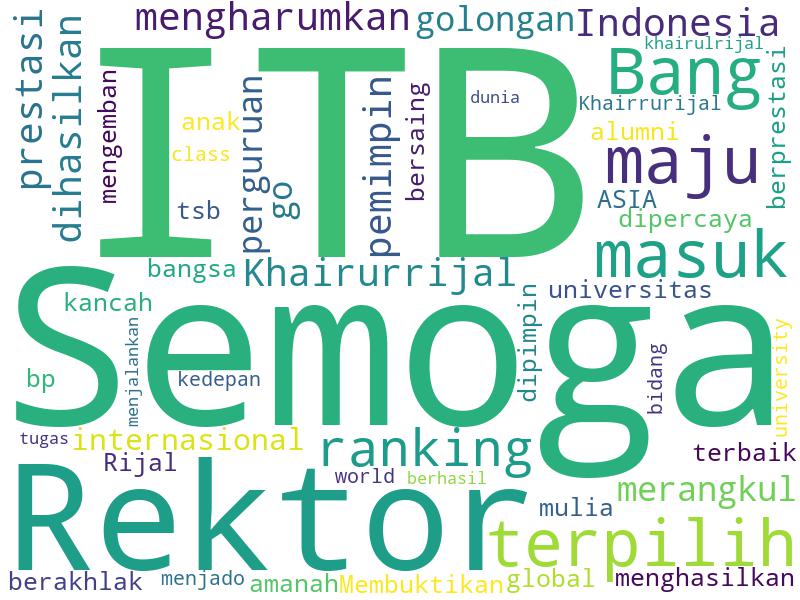 mengharumkan
golongan
Indonesia
khairulrijal
prestasi
dihasilkan
ITB
Bang
mengemban
anak
class
tsb
perguruan
go
pemimpin
bersaing
dunia
Khairrurijal
alumni
berprestasi
maju
ASIA
dipercaya
masuk
bangsa
Khairurrijal
universitas
kancah
Semoga
dipimpin
menjalankan
bp
kedepan
bidang
university
tugas
internasional
ranking
terbaik
Rijal
Rektor
world
berhasil
merangkul
mulia
terpilih
berakhlak
menjado
amanah
Membuktikan
global
menghasilkan